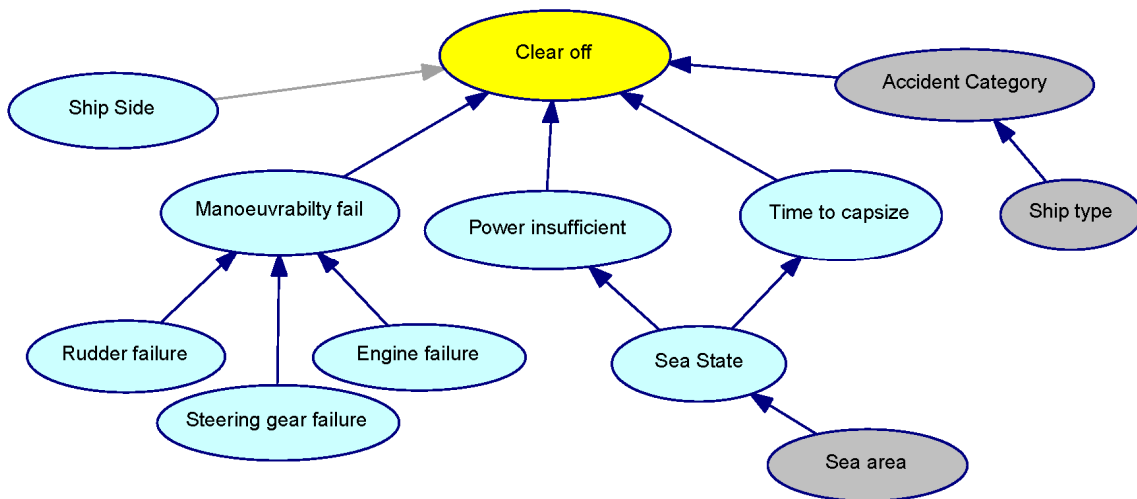 Clear off
Accident Category
Ship Side
Manoeuvrabilty fail
Power insufficient
Time to capsize
Ship type
Rudder failure
Engine failure
Sea State
Steering gear failure
Sea area